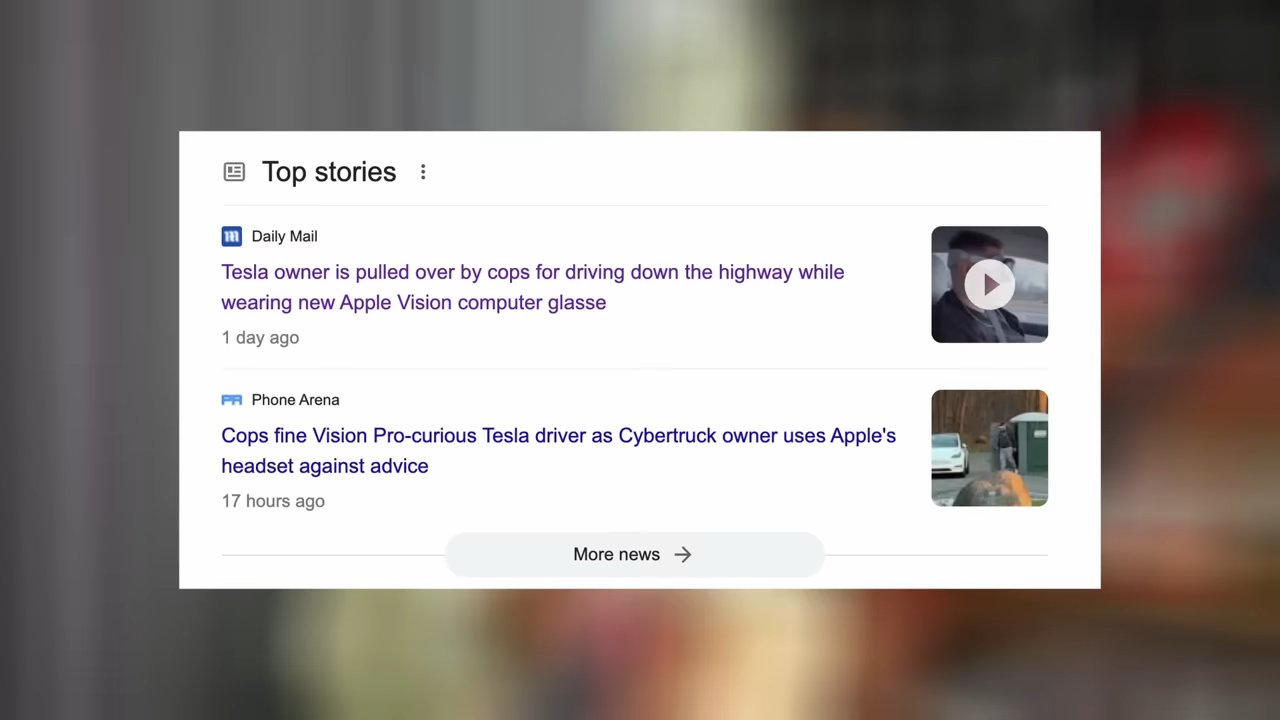 Top stories
Daily Mail
Tesla owner is pulled over by cops for driving down the highway while
wearing new Apple Vision computer glasse
1 day ago
Phone Arena
Cops fine Vision Pro-curious Tesla driver as Cybertruck owner uses Apple's
headset against advice
17 hours ago
More news